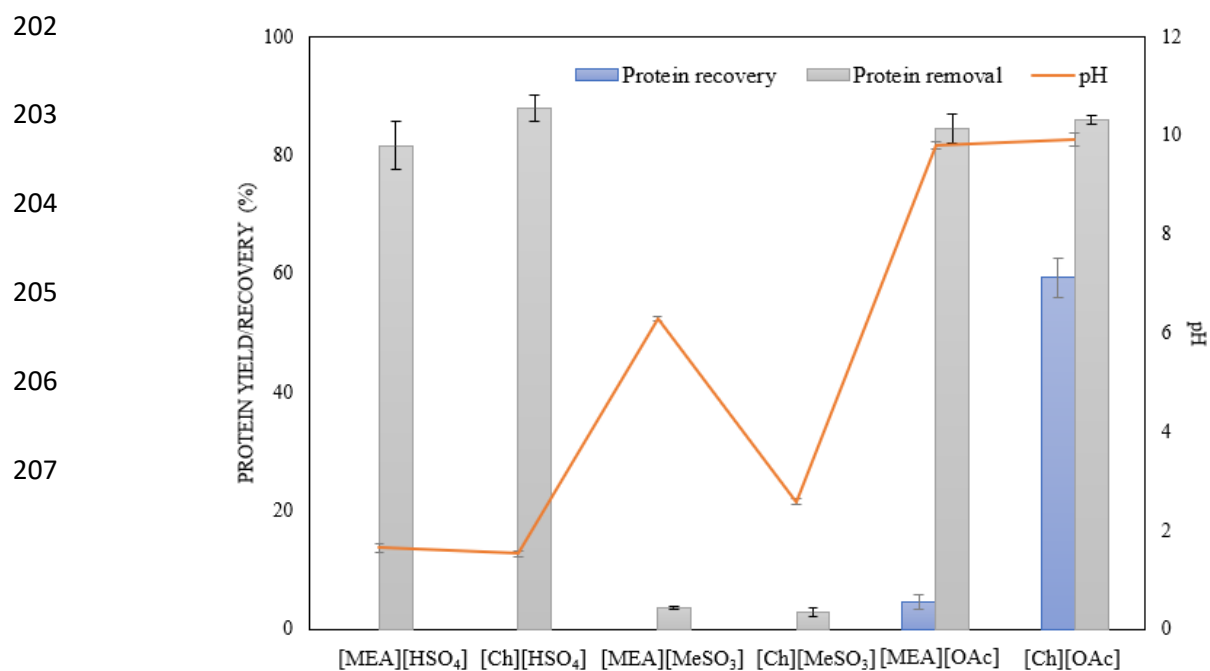 202
203
204
205
206
207
Protein recovery
Protein removal
pH
PROTEIN YIELD/RECOVERY (%)
100
80
60
40
20
0
12
10
8
6
4
2
0
pH
[MEA][HSO₄]
[Ch][HSO₄]
[MEA][MeSO₃]
[Ch][MeSO₃]
[MEA][OAc]
[Ch][OAc]